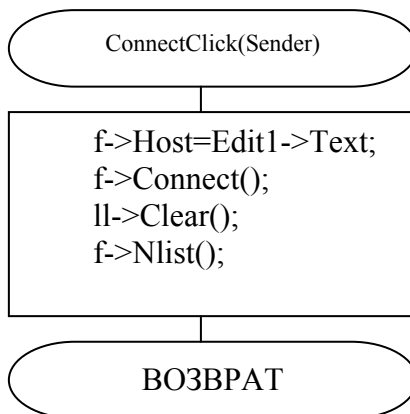 ConnectClick(Sender)
f->Host=Edit1->Text;
f->Connect();
ll->Clear();
f->Nlist();
ВОЗВРАТ